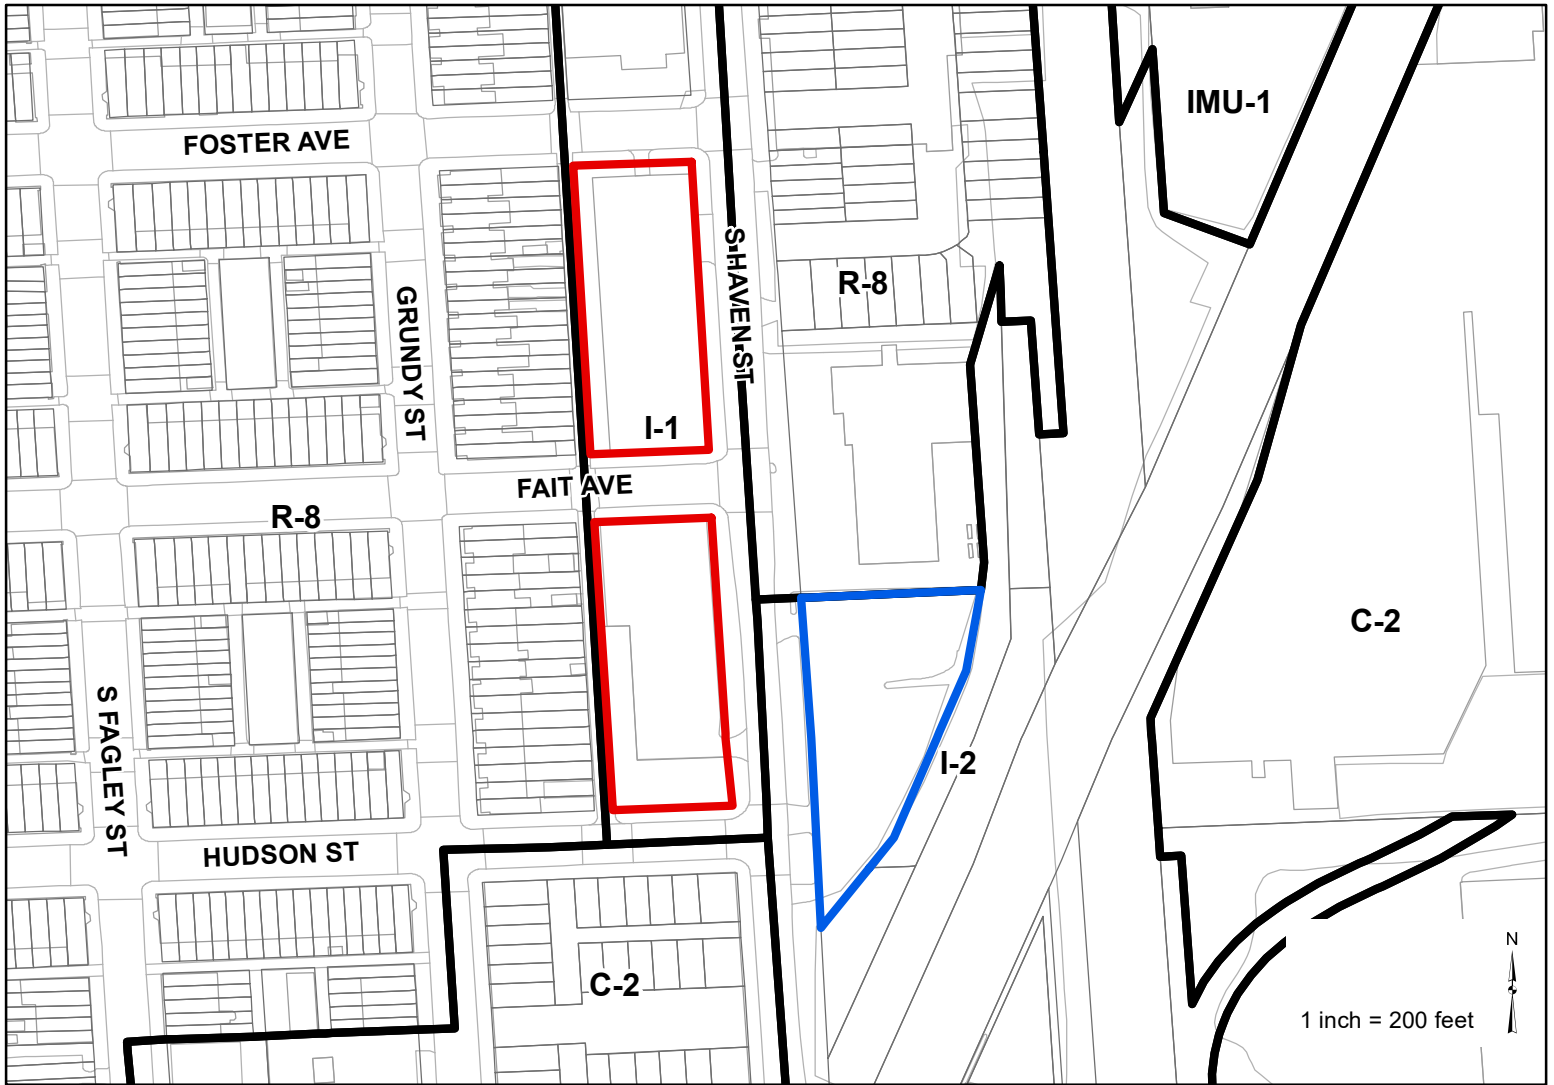 IMU-1
FOSTER AVE
S HAVEN ST
R-8
GRUNDY ST
I-1
FAIT AVE
R-8
C-2
S FAGLEY ST
I-2
HUDSON ST
C-2
N
1 inch = 200 feet